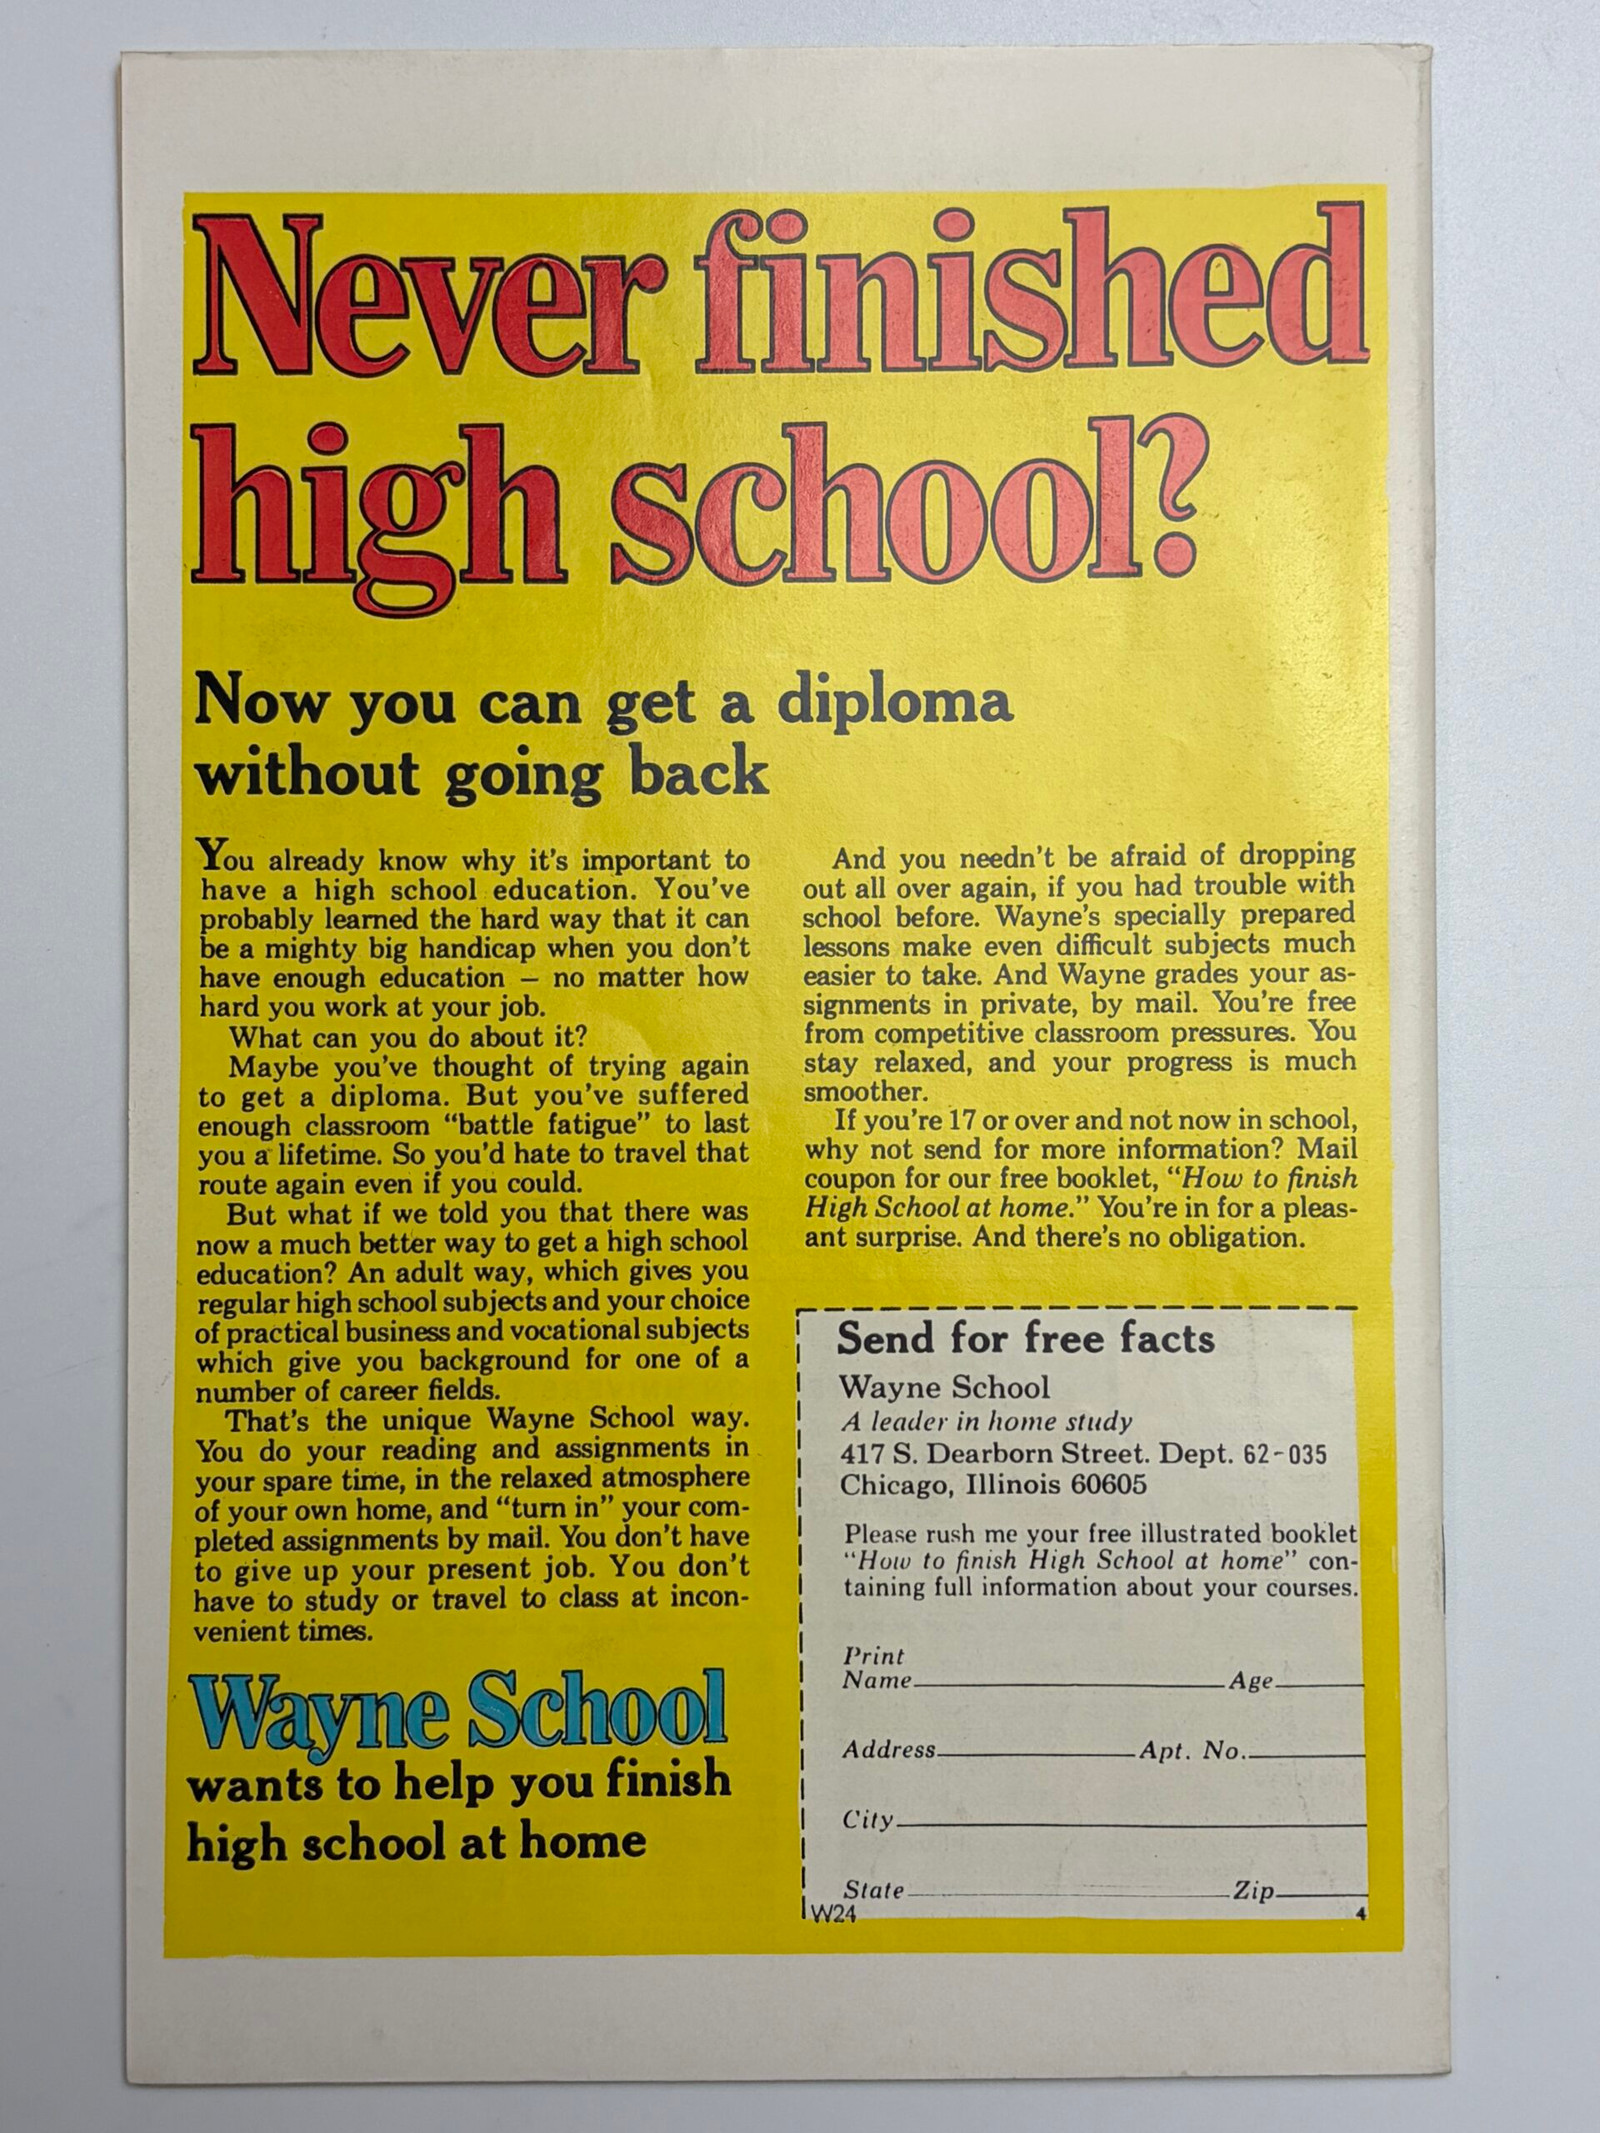 Never finished
high school?
Now you can get a diploma
without going back
You already know why it's important to
have a high school education. You've
probably learned the hard way that it can
be a mighty big handicap when you don't
have enough education – no matter how
hard you work at your job.
What can you do about it?
Maybe you've thought of trying again
to get a diploma. But you've suffered
enough classroom “battle fatigue” to last
you a lifetime. So you'd hate to travel that
route again even if you could.
But what if we told you that there was
now a much better way to get a high school
education? An adult way, which gives you
regular high school subjects and your choice
of practical business and vocational subjects
which give you background for one of a
number of career fields.
That's the unique Wayne School way.
You do your reading and assignments in
your spare time, in the relaxed atmosphere
of your own home, and “turn in” your com-
pleted assignments by mail. You don't have
to give up your present job. You don't
have to study or travel to class at incon-
venient times.
Wayne School
wants to help you finish
high school at home
And you needn't be afraid of dropping
out all over again, if you had trouble with
school before. Wayne's specially prepared
lessons make even difficult subjects much
easier to take. And Wayne grades your as-
signments in private, by mail. You're free
from competitive classroom pressures. You
stay relaxed, and your progress is much
smoother.
If you're 17 or over and not now in school,
why not send for more information? Mail
coupon for our free booklet, “How to finish
High School at home.” You're in for a pleas-
ant surprise. And there's no obligation.
Send for free facts
Wayne School
A leader in home study
417 S. Dearborn Street. Dept. 62-035
Chicago, Illinois 60605
Please rush me your free illustrated booklet
“How to finish High School at home” con-
taining full information about your courses.
Print
Name Age
Address Apt. No.
City
State Zip
W24 4